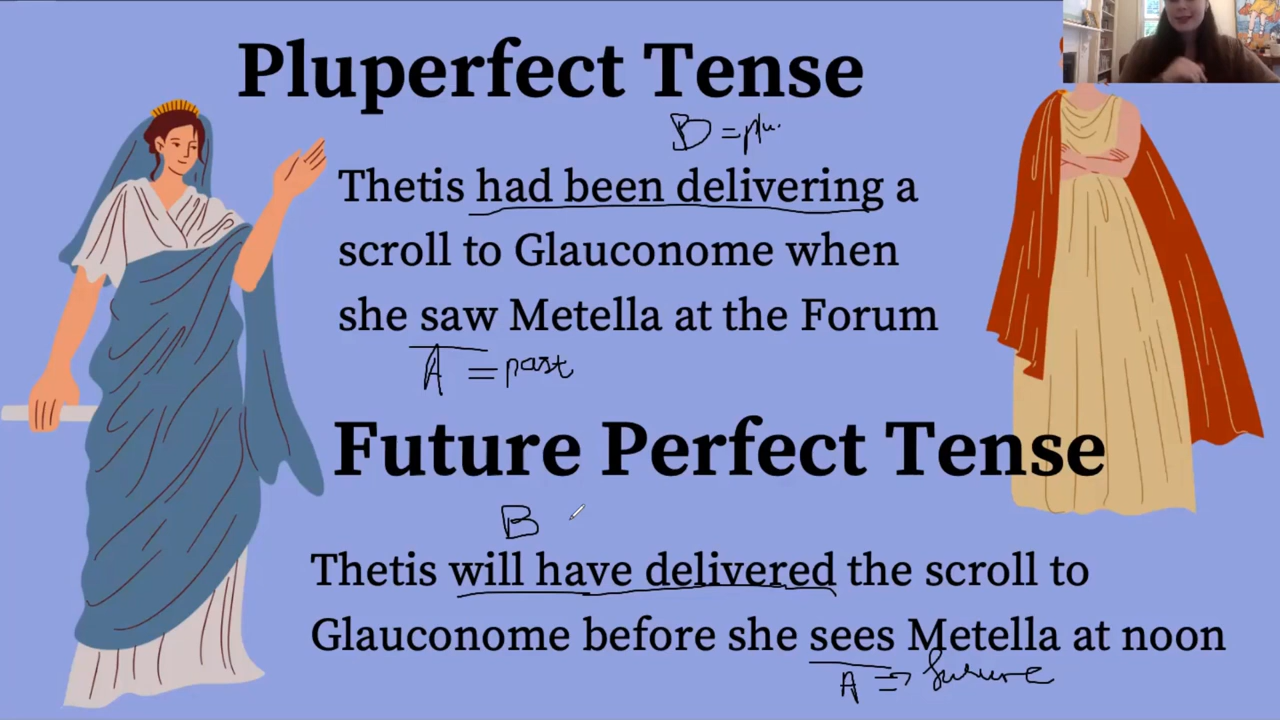 Pluperfect Tense
B = plu.
Thetis had been delivering a
scroll to Glauconome when
she saw Metella at the Forum
A = past
Future Perfect Tense
B
Thetis will have delivered the scroll to
Glauconome before she sees Metella at noon
A => future